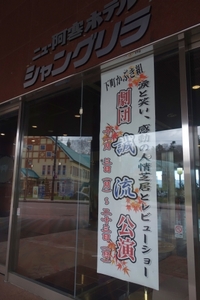 ニュー阿寒ホテル
シャングリラ
涙と笑い、感動の人情芝居とレビューショー
下町かぶき組
劇団
誠流
公演